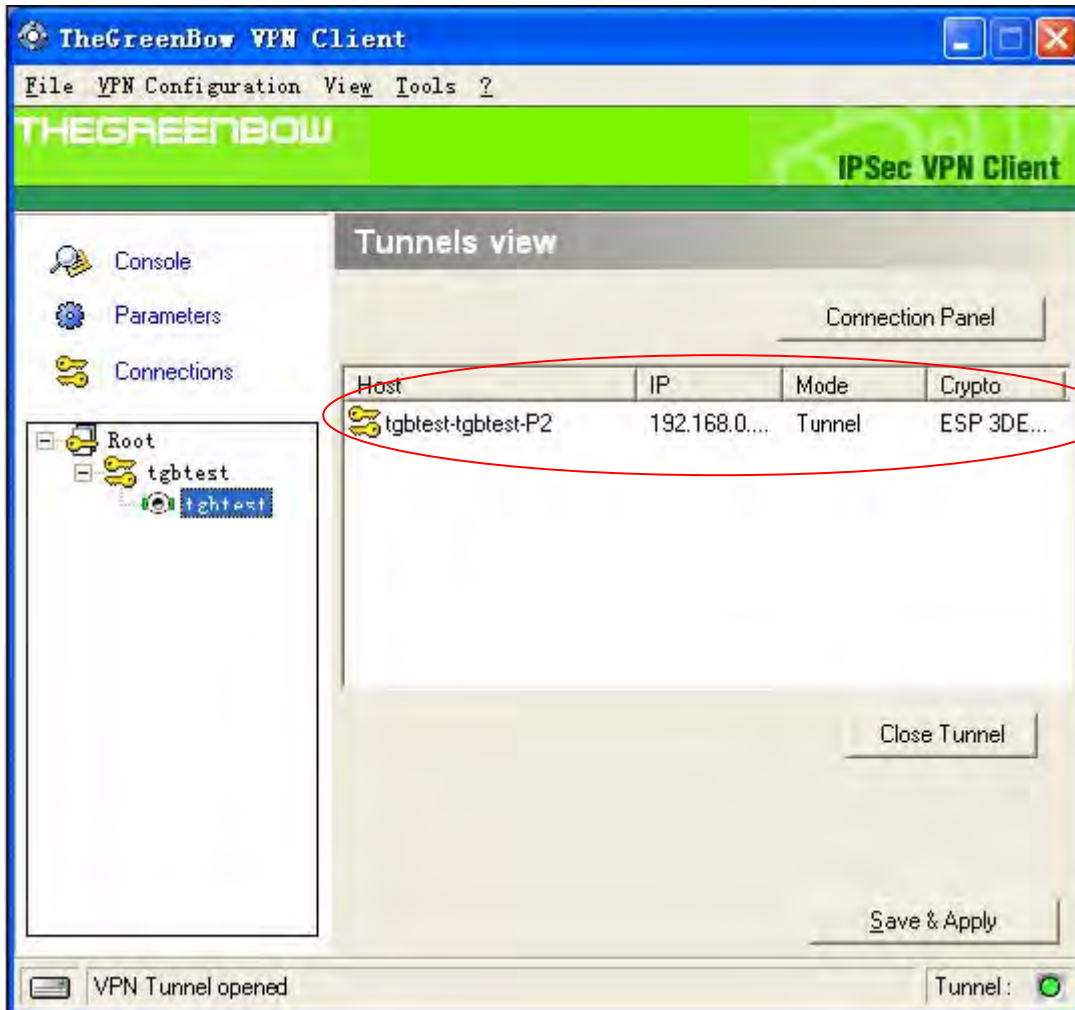 TheGreenBow VPN Client
File VPN Configuration View Tools ?
THEGREENBOW
IPSec VPN Client
Console
Parameters
Connections
Root
tgbtest
tgbtest
Tunnels view
Connection Panel
Host IP Mode Crypto
tgbtest-tgbtest-P2 192.168.0.... Tunnel ESP 3DE...
Close Tunnel
Save & Apply
VPN Tunnel opened Tunnel :